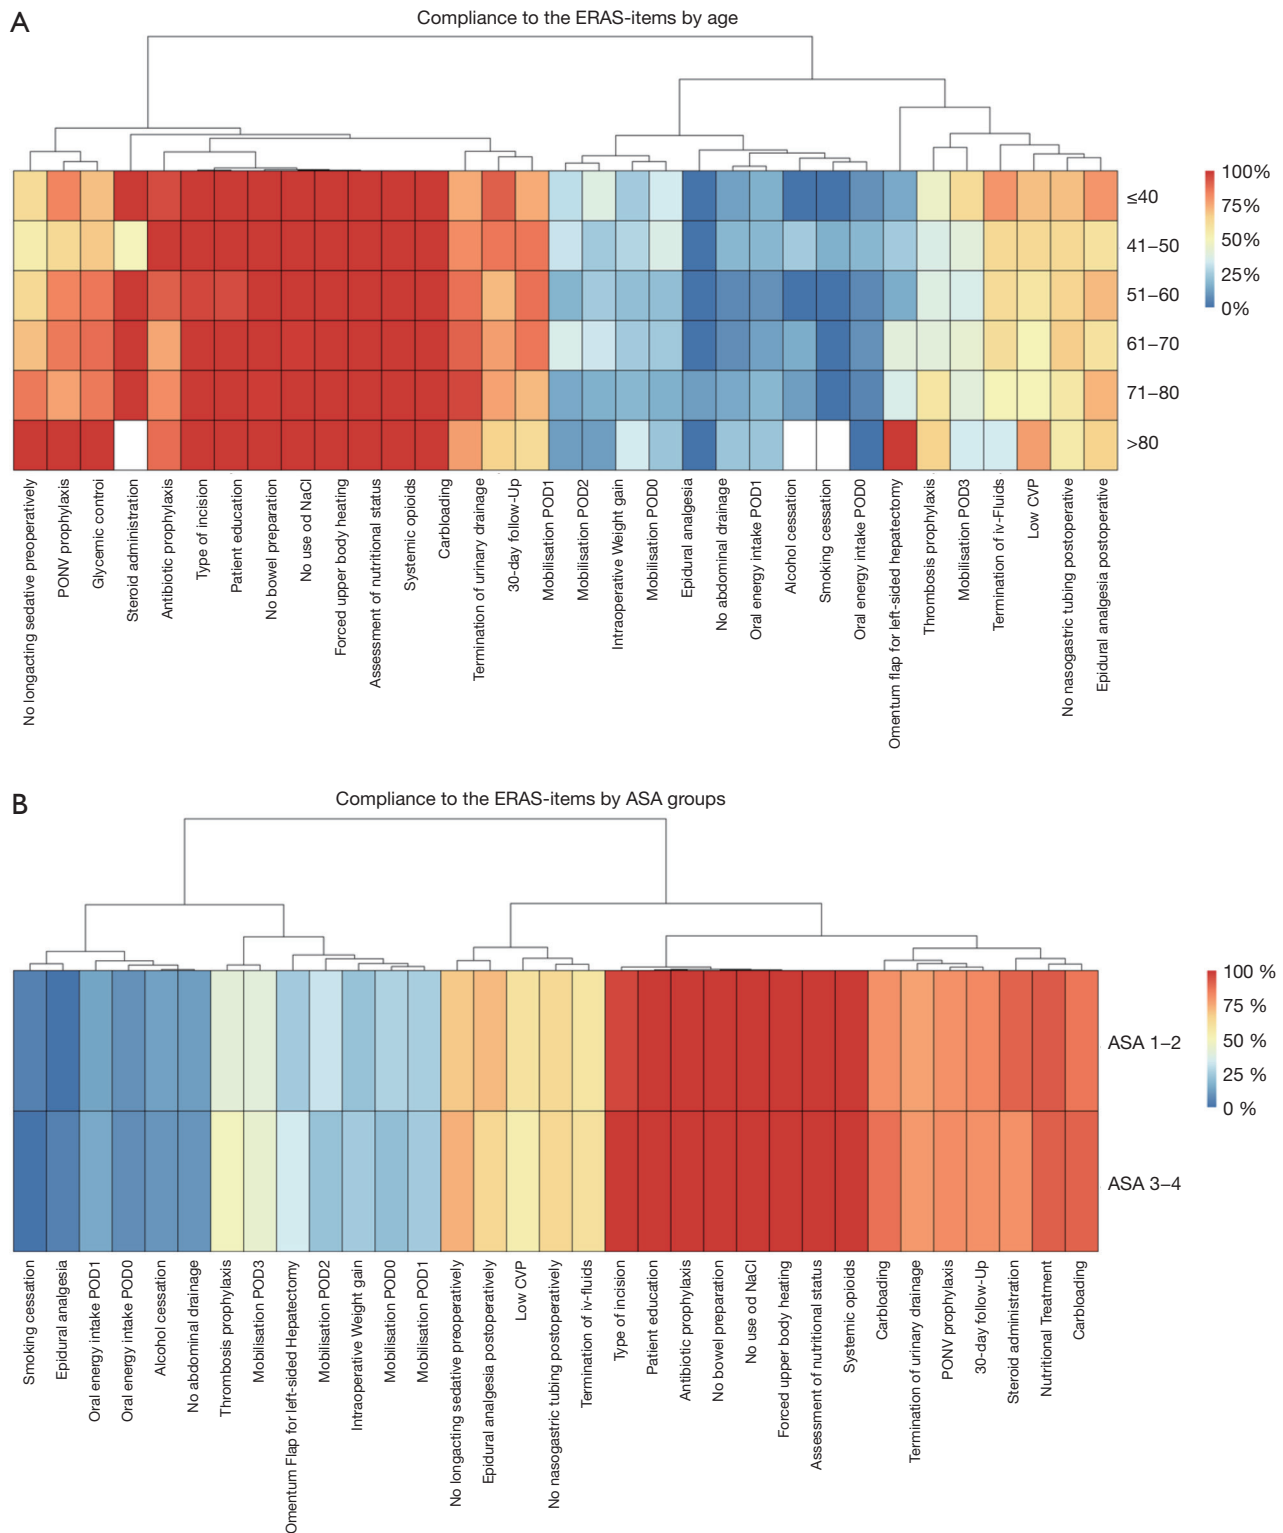 A
Compliance to the ERAS-items by age
100%
75%
50%
25%
0%
≤40
41–50
51–60
61–70
71–80
>80
No longacting sedative preoperatively
PONV prophylaxis
Glycemic control
Steroid administration
Antibiotic prophylaxis
Type of incision
Patient education
No bowel preparation
No use od NaCl
Forced upper body heating
Assessment of nutritional status
Systemic opioids
Carbloading
Termination of urinary drainage
30-day follow-Up
Mobilisation POD1
Mobilisation POD2
Intraoperative Weight gain
Mobilisation POD0
Epidural analgesia
No abdominal drainage
Oral energy intake POD1
Alcohol cessation
Smoking cessation
Oral energy intake POD0
Omentum flap for left-sided hepatectomy
Thrombosis prophylaxis
Mobilisation POD3
Termination of iv-Fluids
Low CVP
No nasogastric tubing postoperative
Epidural analgesia postoperative
B
Compliance to the ERAS-items by ASA groups
100 %
75 %
50 %
25 %
0 %
ASA 1–2
ASA 3–4
Smoking cessation
Epidural analgesia
Oral energy intake POD1
Oral energy intake POD0
Alcohol cessation
No abdominal drainage
Thrombosis prophylaxis
Mobilisation POD3
Omentum Flap for left-sided Hepatectomy
Mobilisation POD2
Intraoprative Weight gain
Mobilisation POD0
Mobilisation POD1
No longacting sedative preoperatively
Epidural analgesia postoperatively
Low CVP
No nasogastric tubing postoperatively
Termination of iv-fluids
Type of incision
Patient education
Antibiotic prophylaxis
No bowel preparation
No use od NaCl
Forced upper body heating
Assessment of nutritional status
Systemic opioids
Carbloading
Termination of urinary drainage
PONV prophylaxis
30-day follow-Up
Steroid administration
Nutritional Treatment
Carbloading